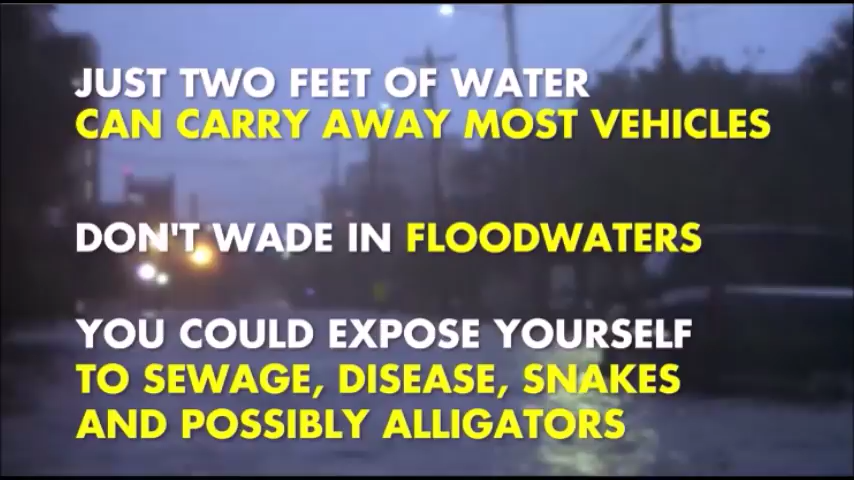 JUST TWO FEET OF WATER
CAN CARRY AWAY MOST VEHICLES
DON'T WADE IN FLOODWATERS
YOU COULD EXPOSE YOURSELF
TO SEWAGE, DISEASE, SNAKES
AND POSSIBLY ALLIGATORS